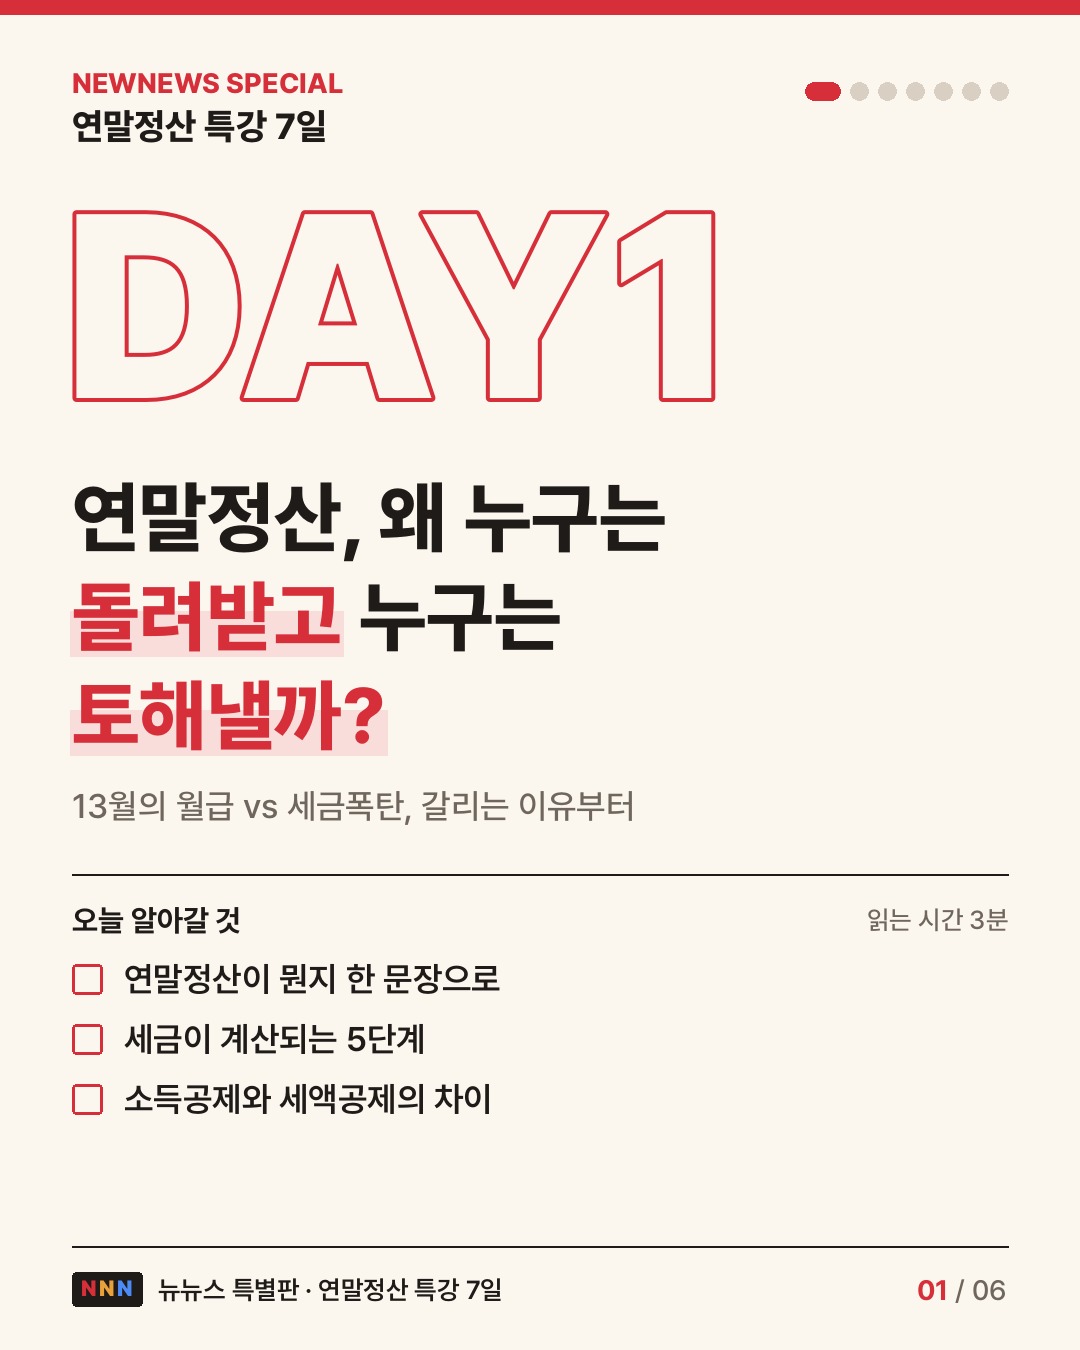 NEWNEWS SPECIAL
연말정산 특강 7일
DAY1
연말정산, 왜 누구는
돌려받고 누구는
토해낼까?
13월의 월급 vs 세금폭탄, 갈리는 이유부터
오늘 알아갈 것
읽는 시간 3분
연말정산이 뭔지 한 문장으로
세금이 계산되는 5단계
소득공제와 세액공제의 차이
NNN 뉴뉴스 특별판 · 연말정산 특강 7일
01 / 06